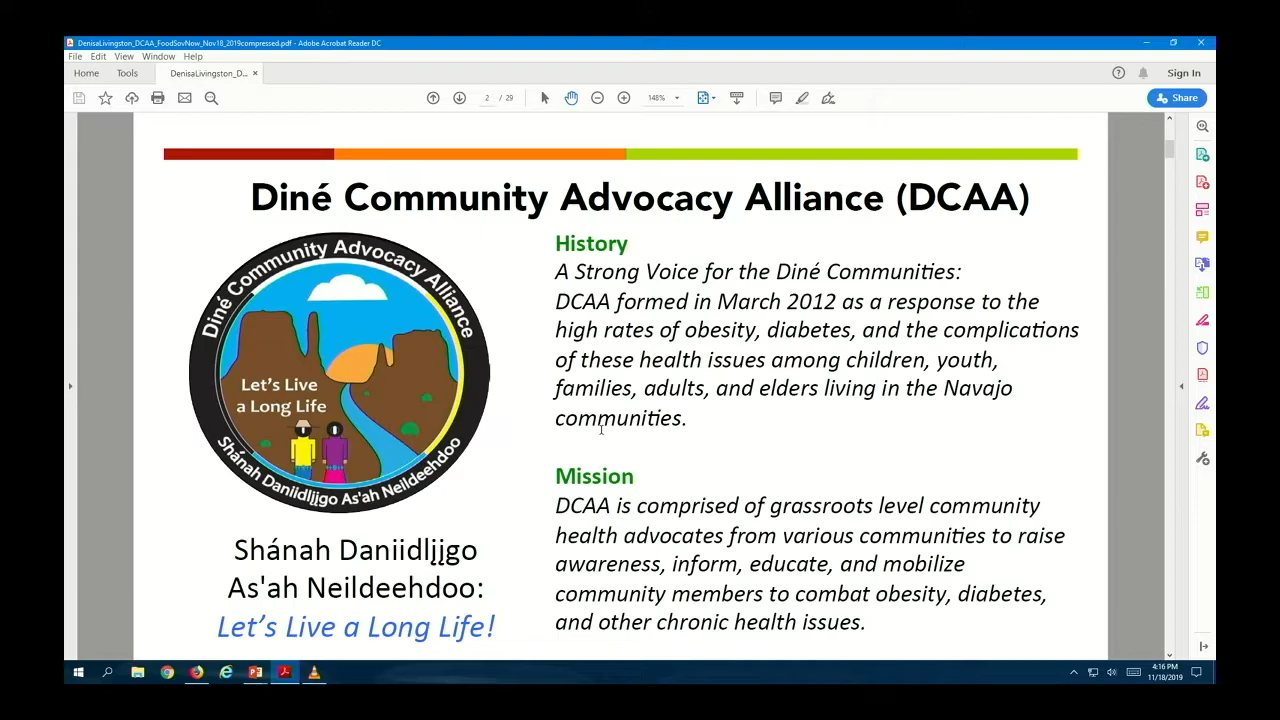 DenisaLivingston_DCAA_FoodSovNow_Nov18_2019compressed.pdf - Adobe Acrobat Reader DC
File Edit View Window Help
Home Tools DenisaLivingston_D... × Sign In
2 / 29 148% Share
Diné Community Advocacy Alliance (DCAA)
Diné Community Advocacy Alliance
Let's Live
a Long Life
Shánah Daniidlįįgo As'ah Neildeehdoo
Shánah Daniidlįįgo
As'ah Neildeehdoo:
Let's Live a Long Life!
History
A Strong Voice for the Diné Communities:
DCAA formed in March 2012 as a response to the
high rates of obesity, diabetes, and the complications
of these health issues among children, youth,
families, adults, and elders living in the Navajo
communities.
Mission
DCAA is comprised of grassroots level community
health advocates from various communities to raise
awareness, inform, educate, and mobilize
community members to combat obesity, diabetes,
and other chronic health issues.
4:16 PM
11/18/2019